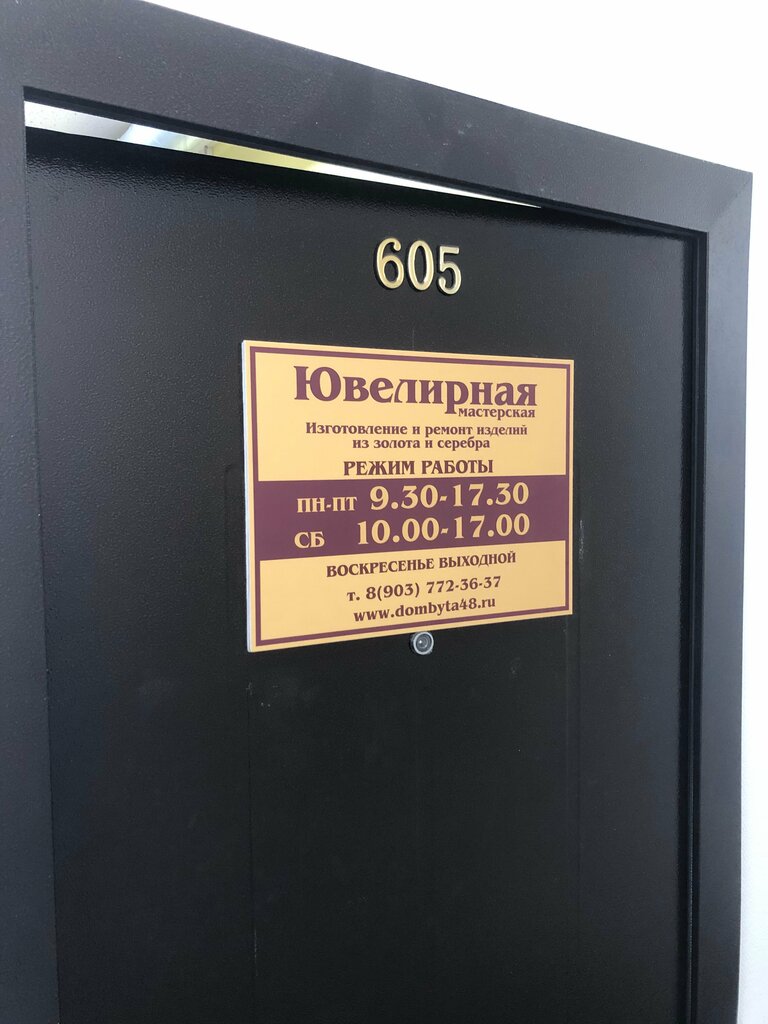 605
Ювелирная
мастерская
Изготовление и ремонт изделий
из золота и серебра
РЕЖИМ РАБОТЫ
ПН-ПТ 9.30-17.30
СБ 10.00-17.00
ВОСКРЕСЕНЬЕ ВЫХОДНОЙ
т. 8(903) 772-36-37
www.dombyta48.ru